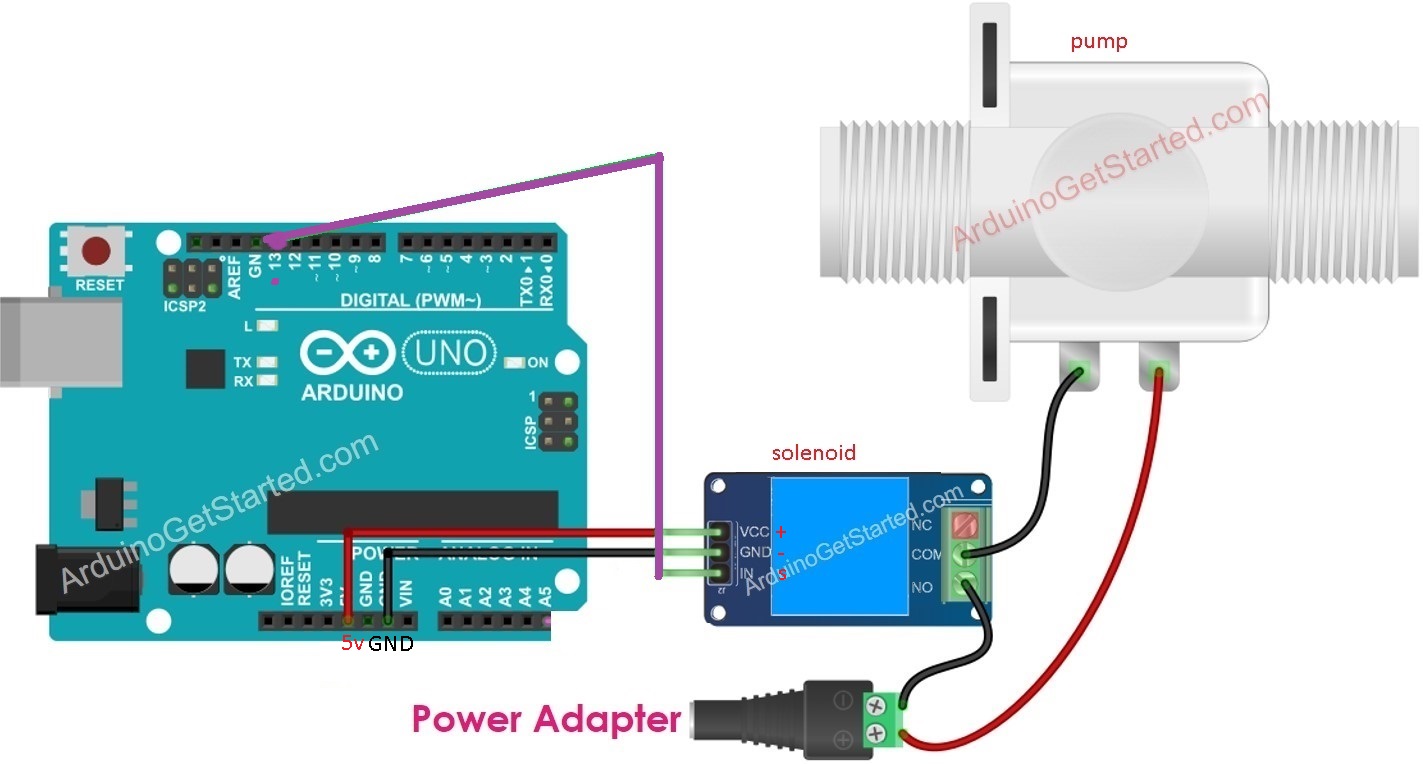 pump
ArduinoGetStarted.com
RESET
ICSP2
AREF
GN
13
12
~11
~10
~9
8
7
~6
~5
4
~3
2
TX0▸1
RX0◂0
DIGITAL (PWM~)
L
TX
RX
UNO
ON
ARDUINO
1
ICSP
ArduinoGetStarted.com
solenoid
VCC +
GND -
IN S
NC
COM
NO
ArduinoGetStarted.com
POWER
ANALOG IN
IOREF
RESET
3V3
5V
GND
VIN
A0
A1
A2
A3
A4
A5
5v GND
Power Adapter